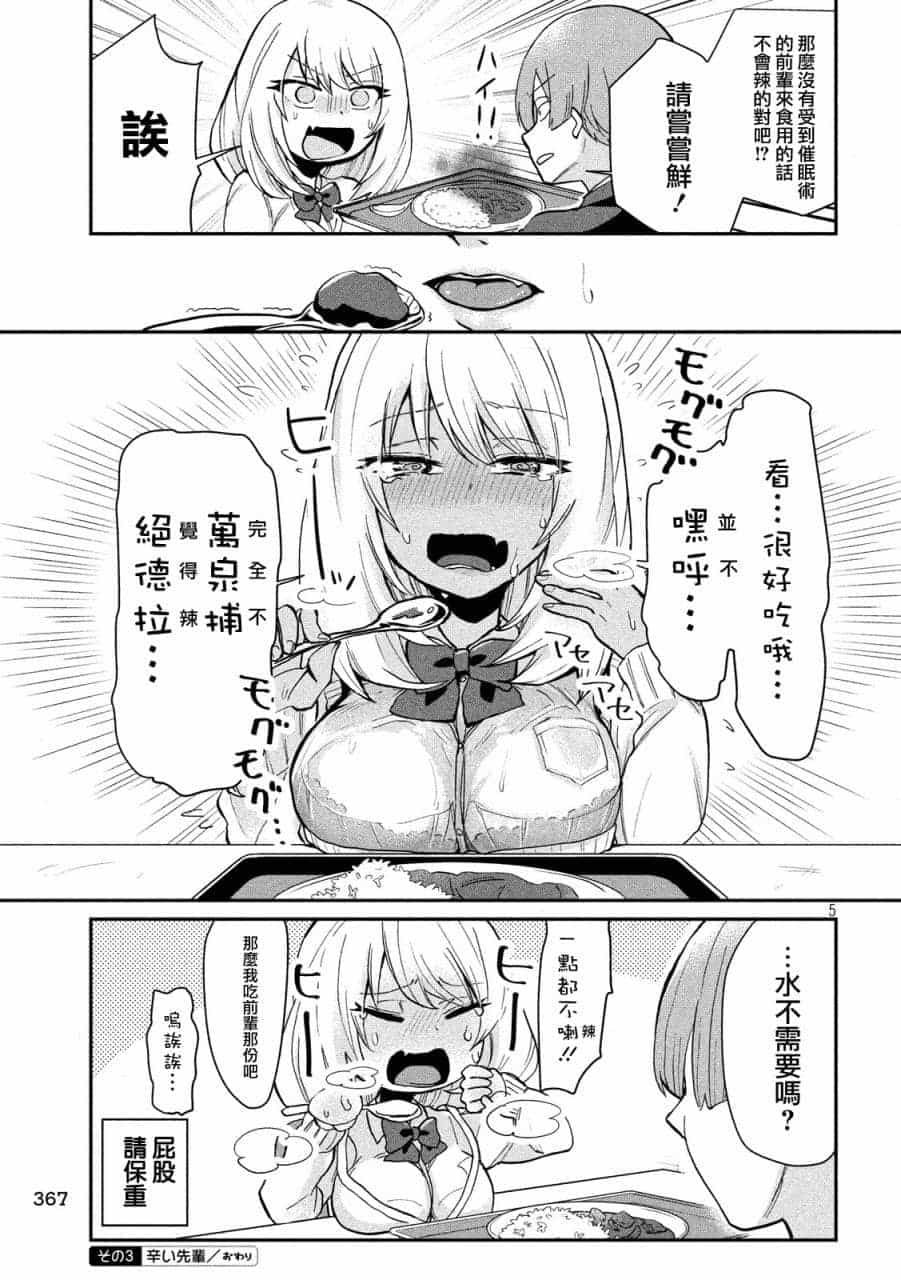 那麼沒有受到催眠術
的前輩來食用的話
不會辣的對吧!?
請嘗嘗鮮！
ハイ!!
誒
モグモグ
看…很好吃哦…
並不
嘿呼…
ヒー
完全不
萬泉捕
覺得辣
絕德拉…
マセ
マセ
モグモグ…
5
…水不需要嗎？
一點都不喇!!
辣
ヒー
ヒー
那麼我吃前輩那份吧
嗚誒誒…
屁股
請保重
367
その3 辛い先輩／おわり